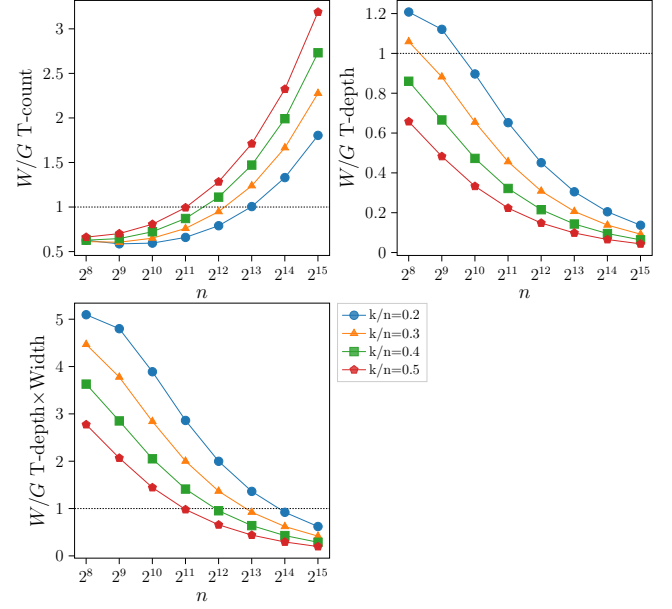 W/G T-count
3
2.5
2
1.5
1
0.5
2^8 2^9 2^10 2^11 2^12 2^13 2^14 2^15
n
W/G T-depth
1.2
1
0.8
0.6
0.4
0.2
0
2^8 2^9 2^10 2^11 2^12 2^13 2^14 2^15
n
W/G T-depth×Width
5
4
3
2
1
0
2^8 2^9 2^10 2^11 2^12 2^13 2^14 2^15
n
k/n=0.2
k/n=0.3
k/n=0.4
k/n=0.5